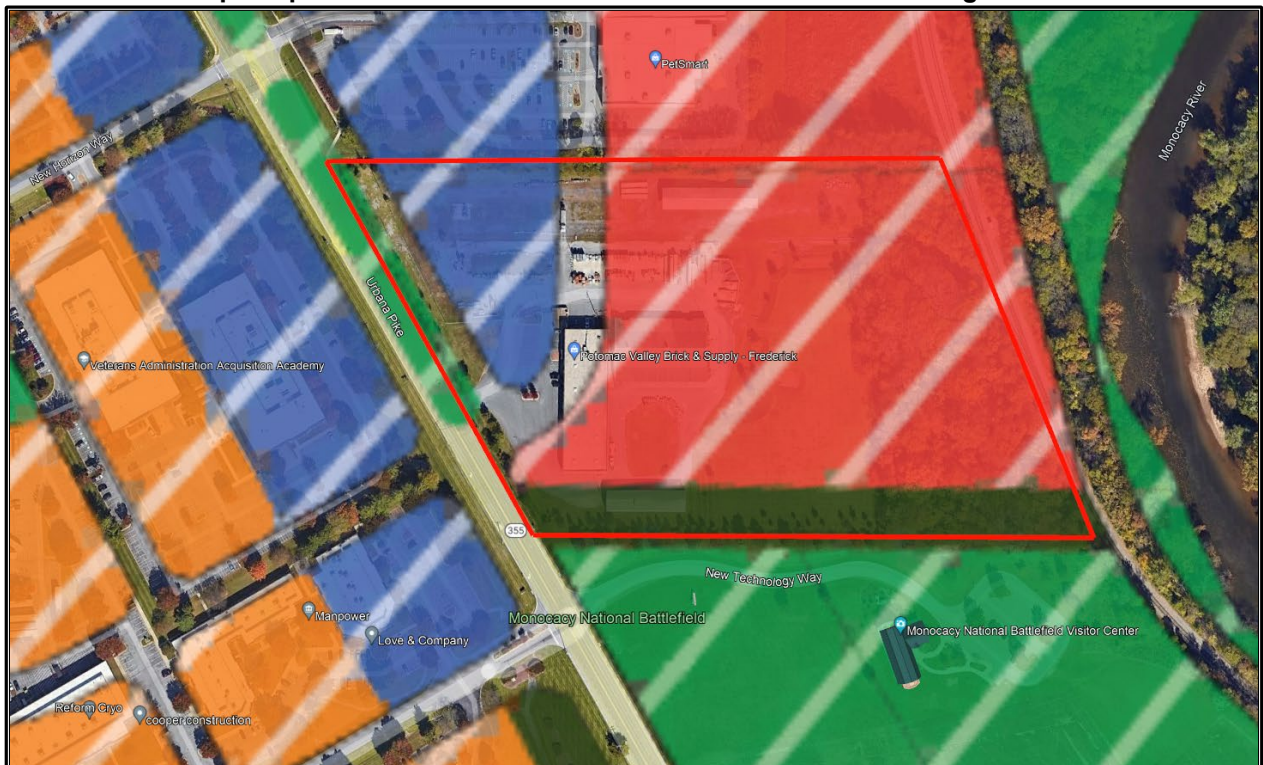 PetSmart
Monocacy River
New Horizon Way
Urbana Pike
Potomac Valley Brick & Supply - Frederick
Veterans Administration Acquisition Academy
355
New Technology Way
Manpower
Monocacy National Battlefield
Monocacy National Battlefield Visitor Center
Love & Company
Reform Cryo
cooper construction